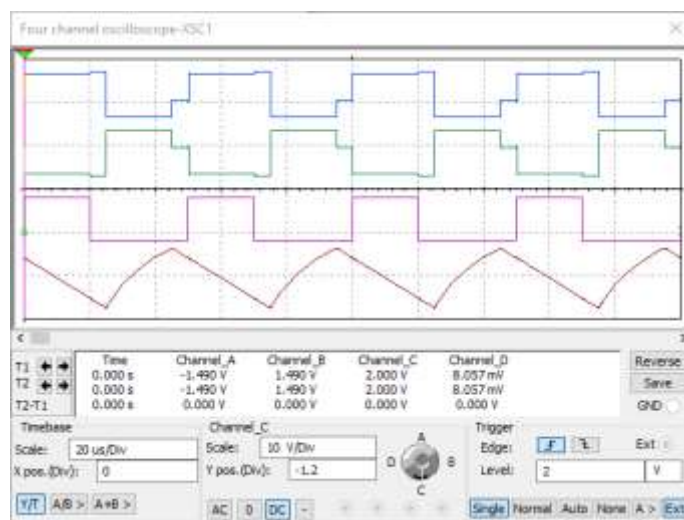 Four channel oscilloscope-XSC1
Time Channel_A Channel_B Channel_C Channel_D
T1 0.000 s -1.490 V 1.490 V 2.000 V 8.057 mV
T2 0.000 s -1.490 V 1.490 V 2.000 V 8.057 mV
T2-T1 0.000 s 0.000 V 0.000 V 0.000 V 0.000 V
Reverse
Save
GND
Timebase
Scale: 20 us/Div
X pos.(Div): 0
Y/T A/B > A+B >
Channel_C
Scale: 10 V/Div
Y pos.(Div): -1.2
AC 0 DC -
A
D B
C
Trigger
Edge: Ext
Level: 2 V
Single Normal Auto None A > Ext